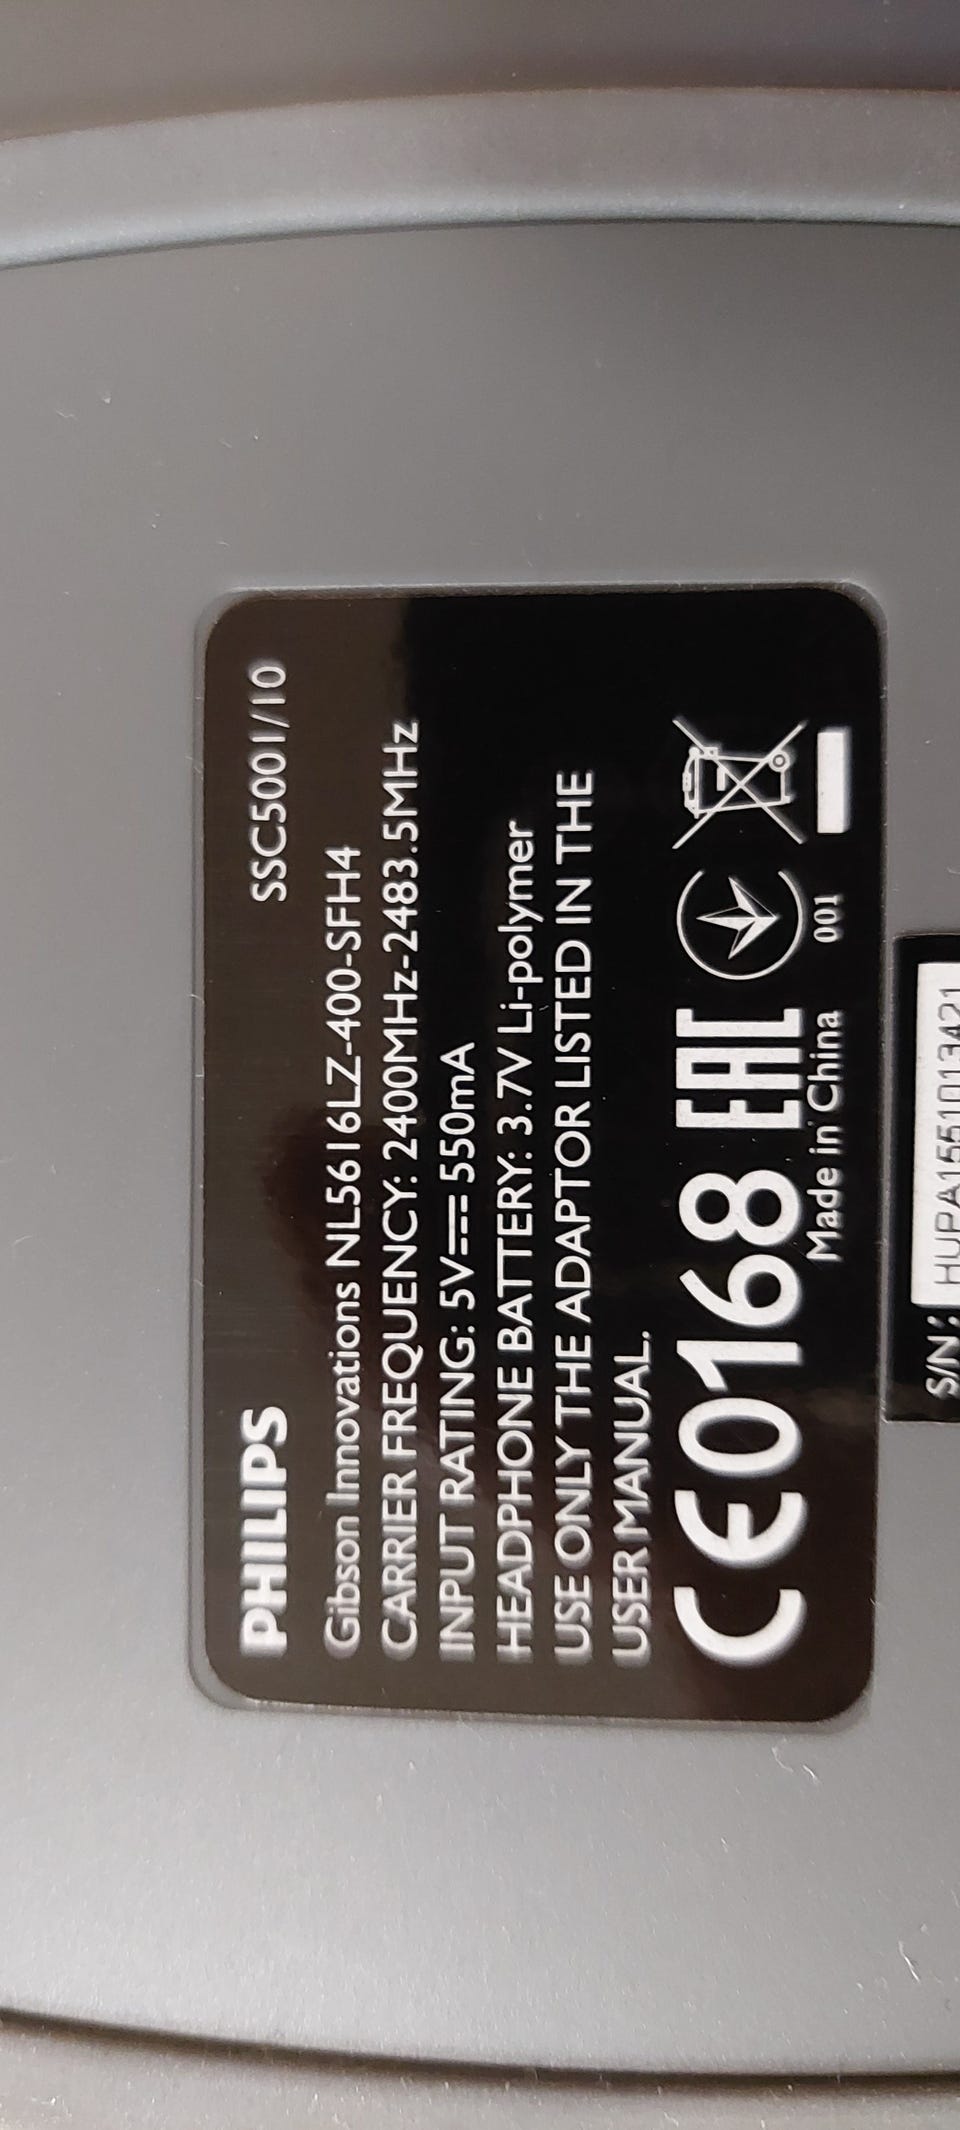 PHILIPS SSC5001/10
Gibson Innovations NL5616LZ-400-SFH4
CARRIER FREQUENCY: 2400MHz-2483.5MHz
INPUT RATING: 5V⎓550mA
HEADPHONE BATTERY: 3.7V Li-polymer
USE ONLY THE ADAPTOR LISTED IN THE
USER MANUAL.
CE0168 EAC
Made in China 001
S/N: HUPA1551013421